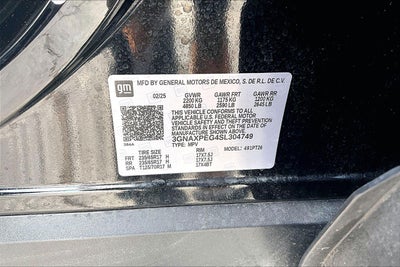 gm
MFD BY GENERAL MOTORS DE MEXICO, S. DE R.L. DE C.V.
02/25 GVWR GAWR FRT GAWR RR
2200 KG 1175 KG 1200 KG
4850 LB 2590 LB 2645 LB
THIS VEHICLE CONFORMS TO ALL
APPLICABLE U.S. FEDERAL MOTOR
VEHICLE SAFETY, BUMPER, AND
THEFT PREVENTION STANDARDS IN
EFFECT ON THE DATE OF
MANUFACTURE SHOWN ABOVE.
3GNAXPEG4SL304749
TYPE: MPV MODEL: 491PT26
TIRES RIM
FRT 235/65R17 H 17X7.5J
RR 235/65R17 H 17X7.5J
SPA T125/70R17 M 17X4BT